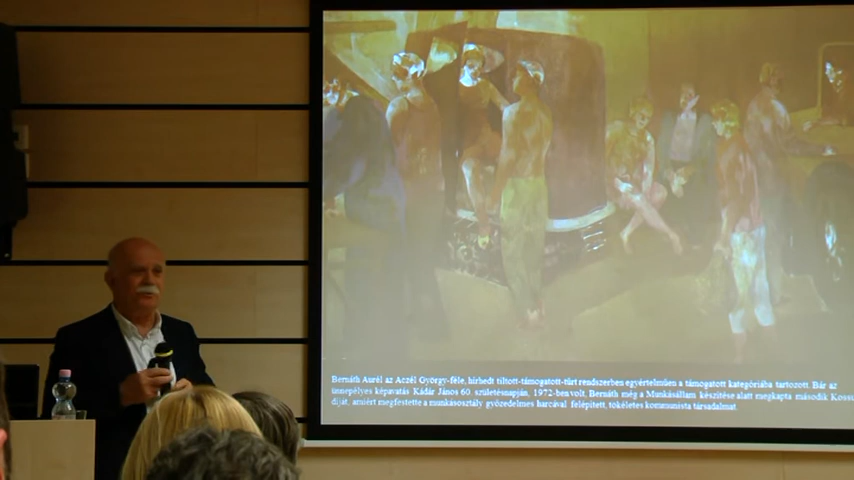 Bernáth Aurél az Aczél György-féle, hírhedt tiltott-támogatott-tűrt rendszerben egyértelműen a támogatott kategóriába tartozott. Bár az
ünnepélyes képavatás Kádár János 60. születésnapján, 1972-ben volt, Bernáth még a Munkásállam készítése alatt megkapta második Kossu
díját, amiért megfestette a munkásosztály győzedelmes harcával felépített, tökéletes kommunista társadalmat.